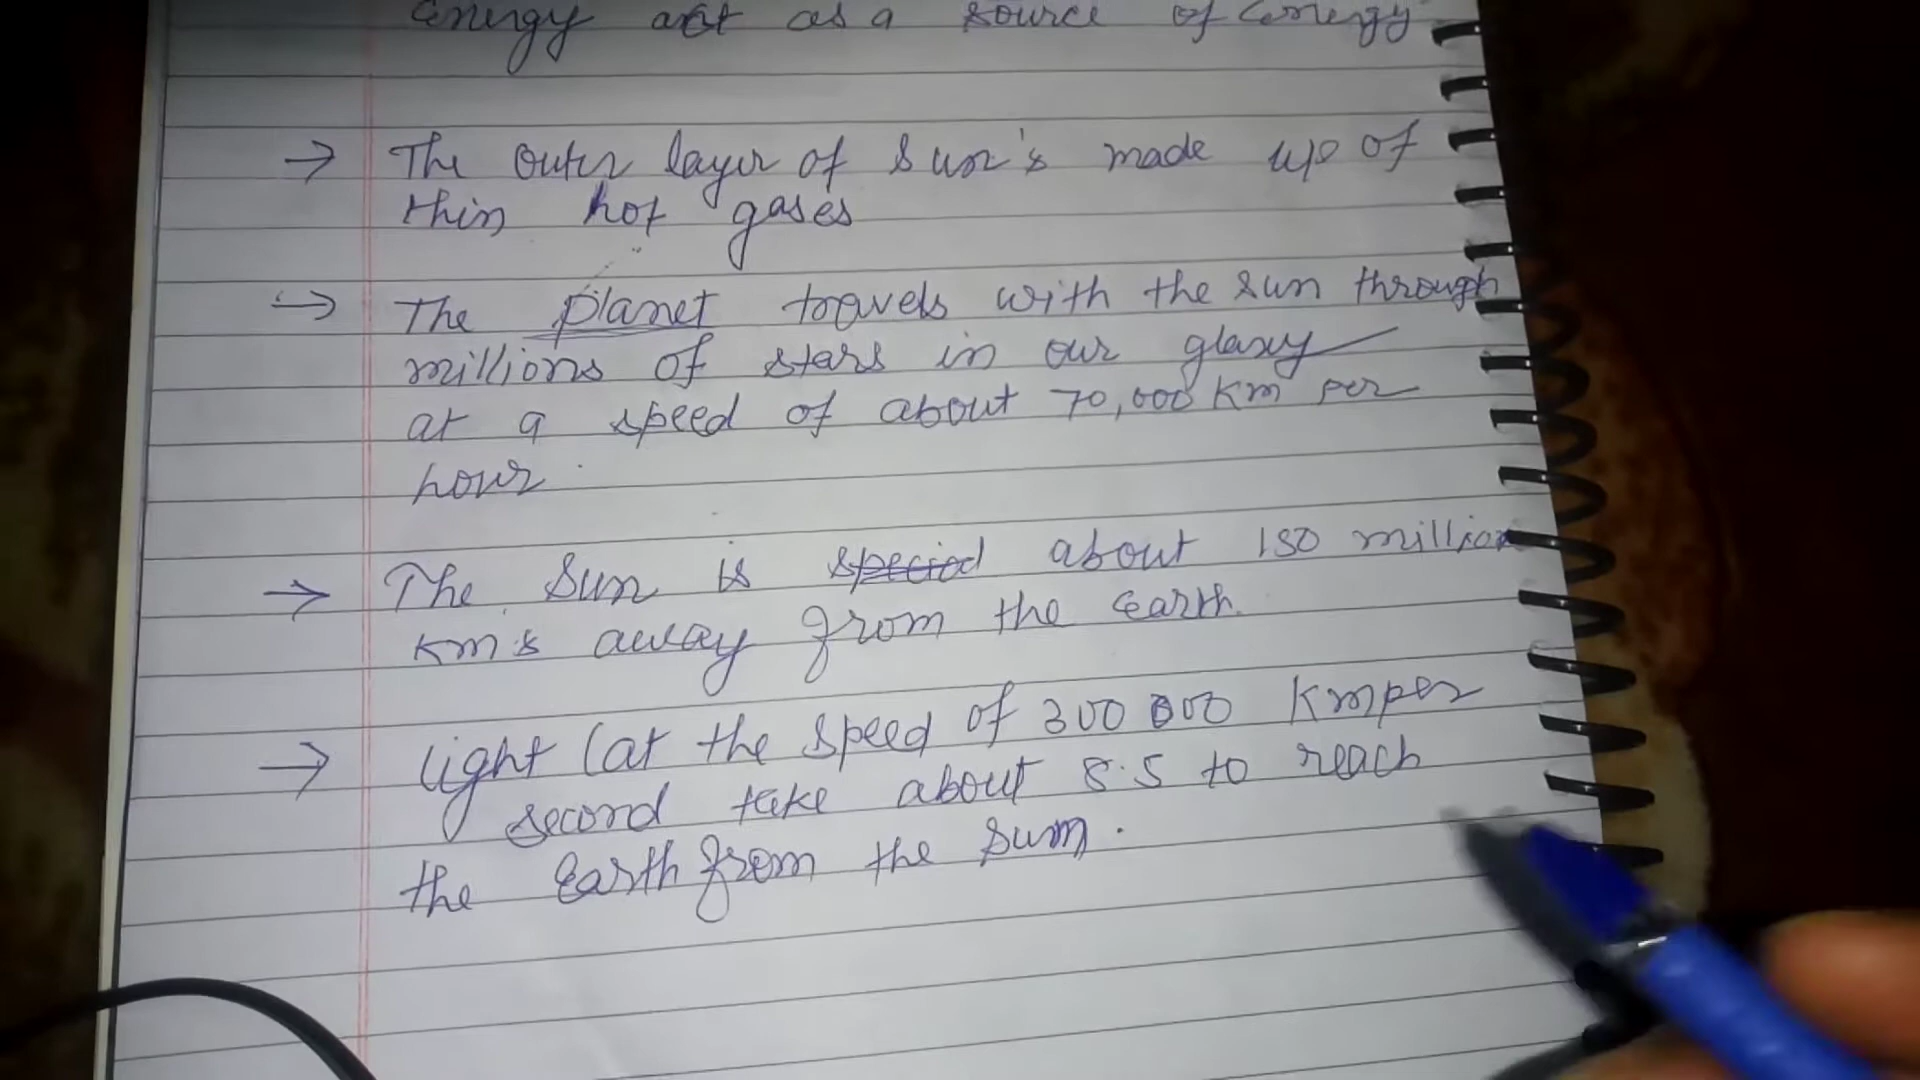 energy act as a source of energy
→ The outer layer of Sun's made up of
thin hot gases
→ The planet travels with the sun through
millions of stars in our glaxy
at a speed of about 70,000 Km per
hour.
→ The Sun is about 150 million
Km's away from the earth.
→ light (at the speed of 300 000 Km per
second take about 8.5 to reach
the Earth from the Sum.